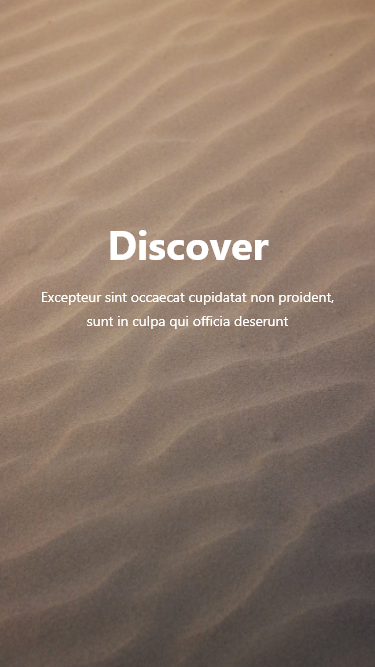 Discover
Excepteur sint occaecat cupidatat non proident,
sunt in culpa qui officia deserunt